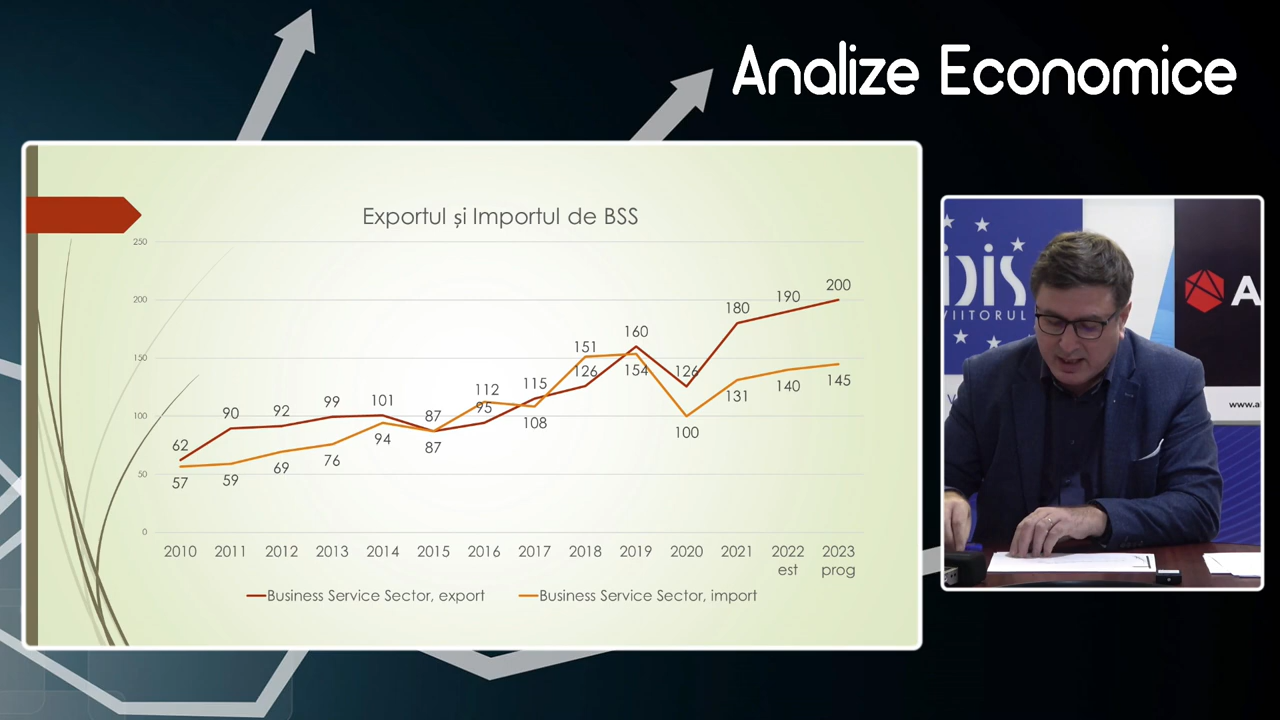 Analize Economice
Exportul și Importul de BSS
250
200
150
100
50
0
62 90 92 99 101 87 95 115 126 160 126 180 190 200
57 59 69 76 94 87 112 108 151 154 100 131 140 145
2010 2011 2012 2013 2014 2015 2016 2017 2018 2019 2020 2021 2022 2023
est prog
Business Service Sector, export Business Service Sector, import
IDIS
VIITORUL
A
www.a